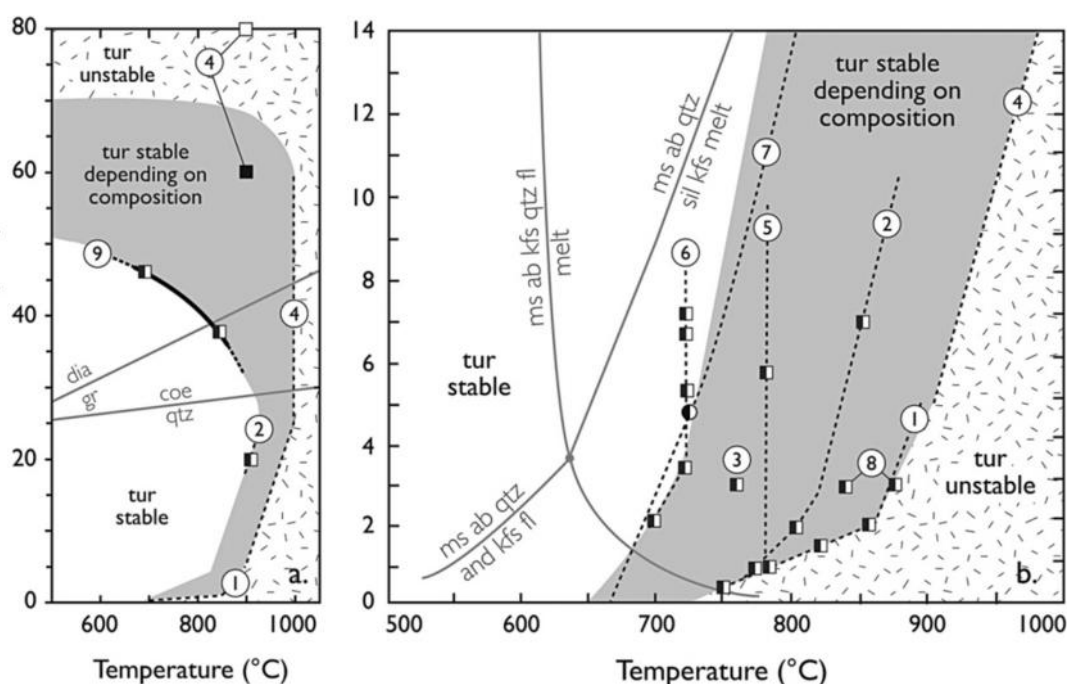 80
60
40
20
0
tur
unstable
4
tur stable
depending on
composition
9
4
dia
gr
coe
qtz
2
tur
stable
1
a.
600
800
1000
Temperature (°C)
14
12
10
8
6
4
2
0
tur stable
depending on
composition
4
7
ms ab qtz
sil kfs melt
ms ab kfs qtz fl
melt
6
5
2
tur
stable
1
3
8
ms ab qtz
and kfs fl
tur
unstable
b.
500
600
700
800
900
1000
Temperature (°C)